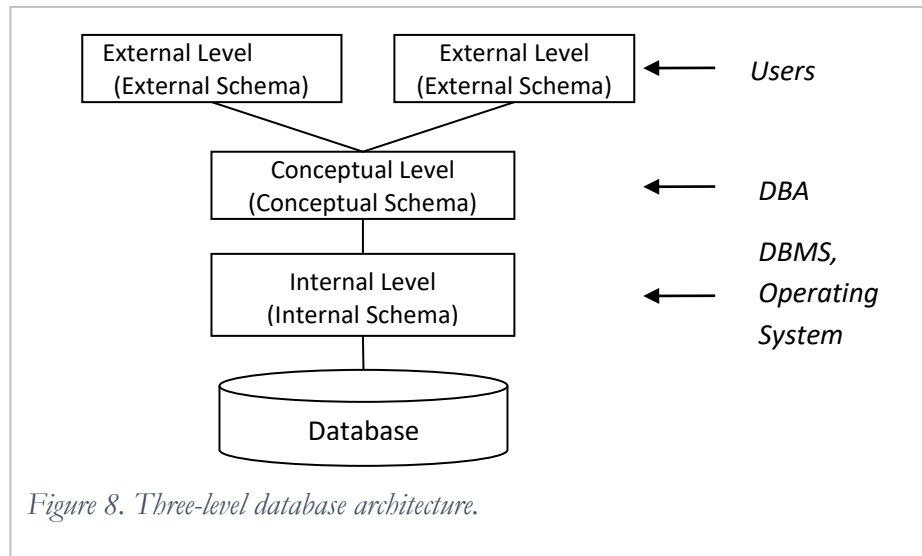 External Level
(External Schema)
External Level
(External Schema)
Users
Conceptual Level
(Conceptual Schema)
DBA
Internal Level
(Internal Schema)
DBMS,
Operating
System
Database
Figure 8. Three-level database architecture.